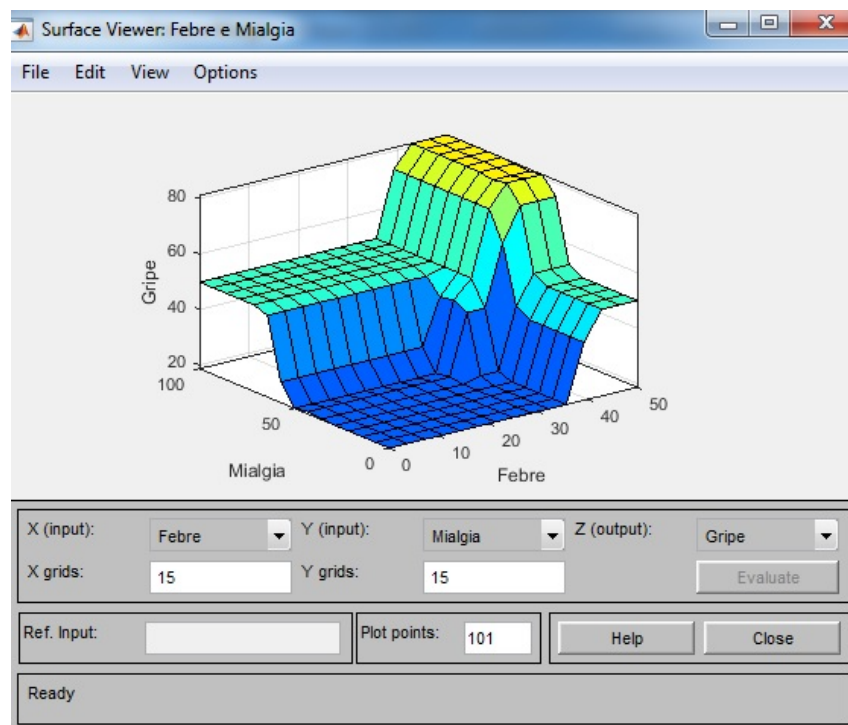 Surface Viewer: Febre e Mialgia
File Edit View Options
80
60
40
20
Gripe
100
50
0
Mialgia
0
10
20
30
40
50
Febre
X (input): Febre Y (input): Mialgia Z (output): Gripe
X grids: 15 Y grids: 15 Evaluate
Ref. Input: Plot points: 101 Help Close
Ready